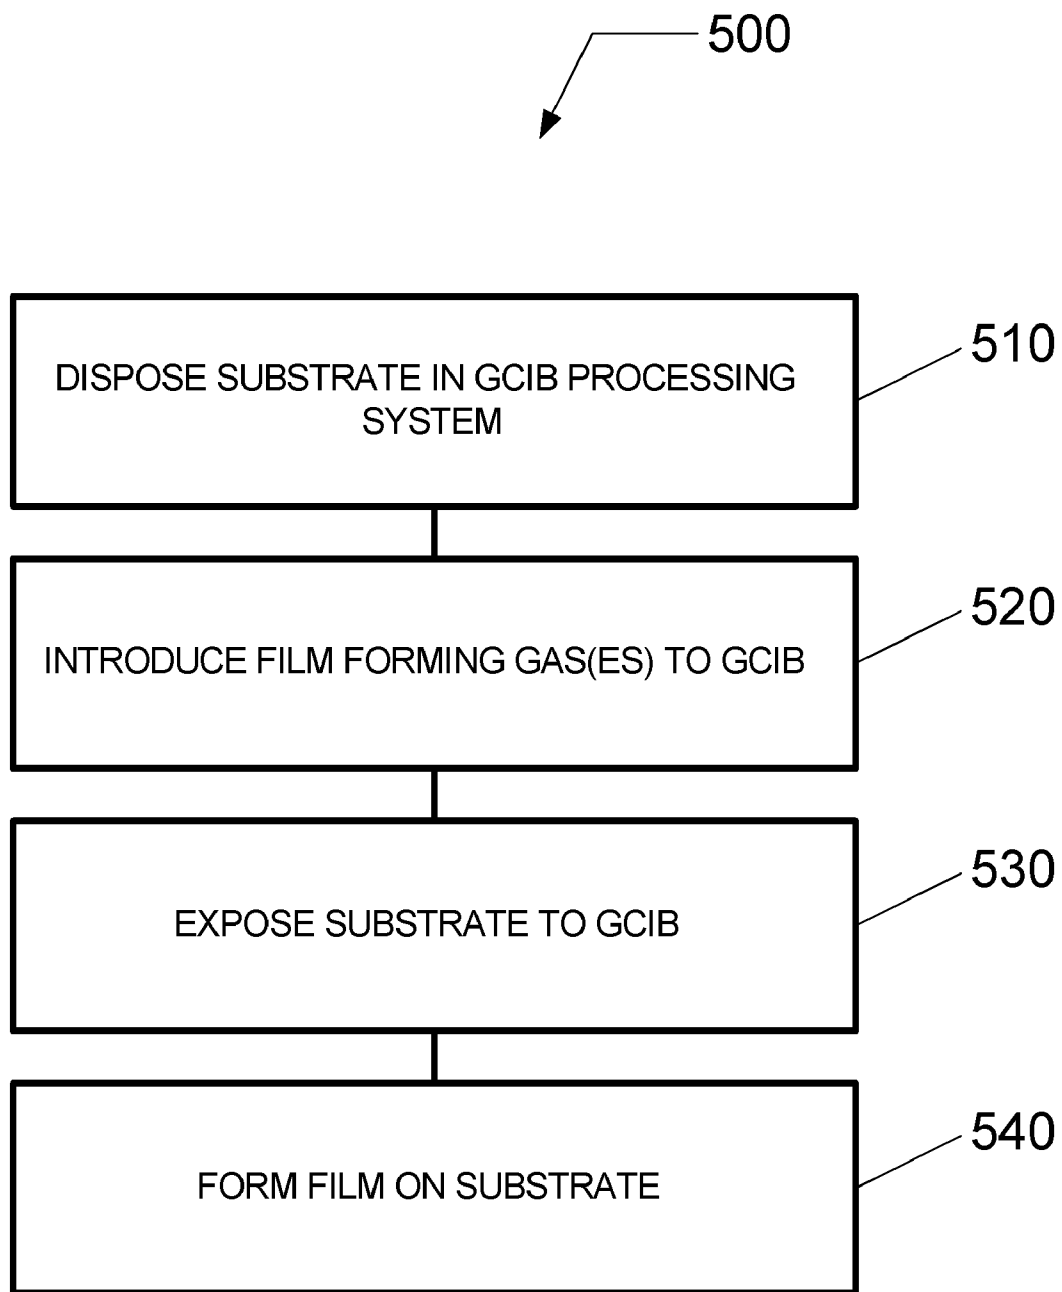 500
DISPOSE SUBSTRATE IN GCIB PROCESSING
SYSTEM
510
INTRODUCE FILM FORMING GAS(ES) TO GCIB
520
EXPOSE SUBSTRATE TO GCIB
530
FORM FILM ON SUBSTRATE
540